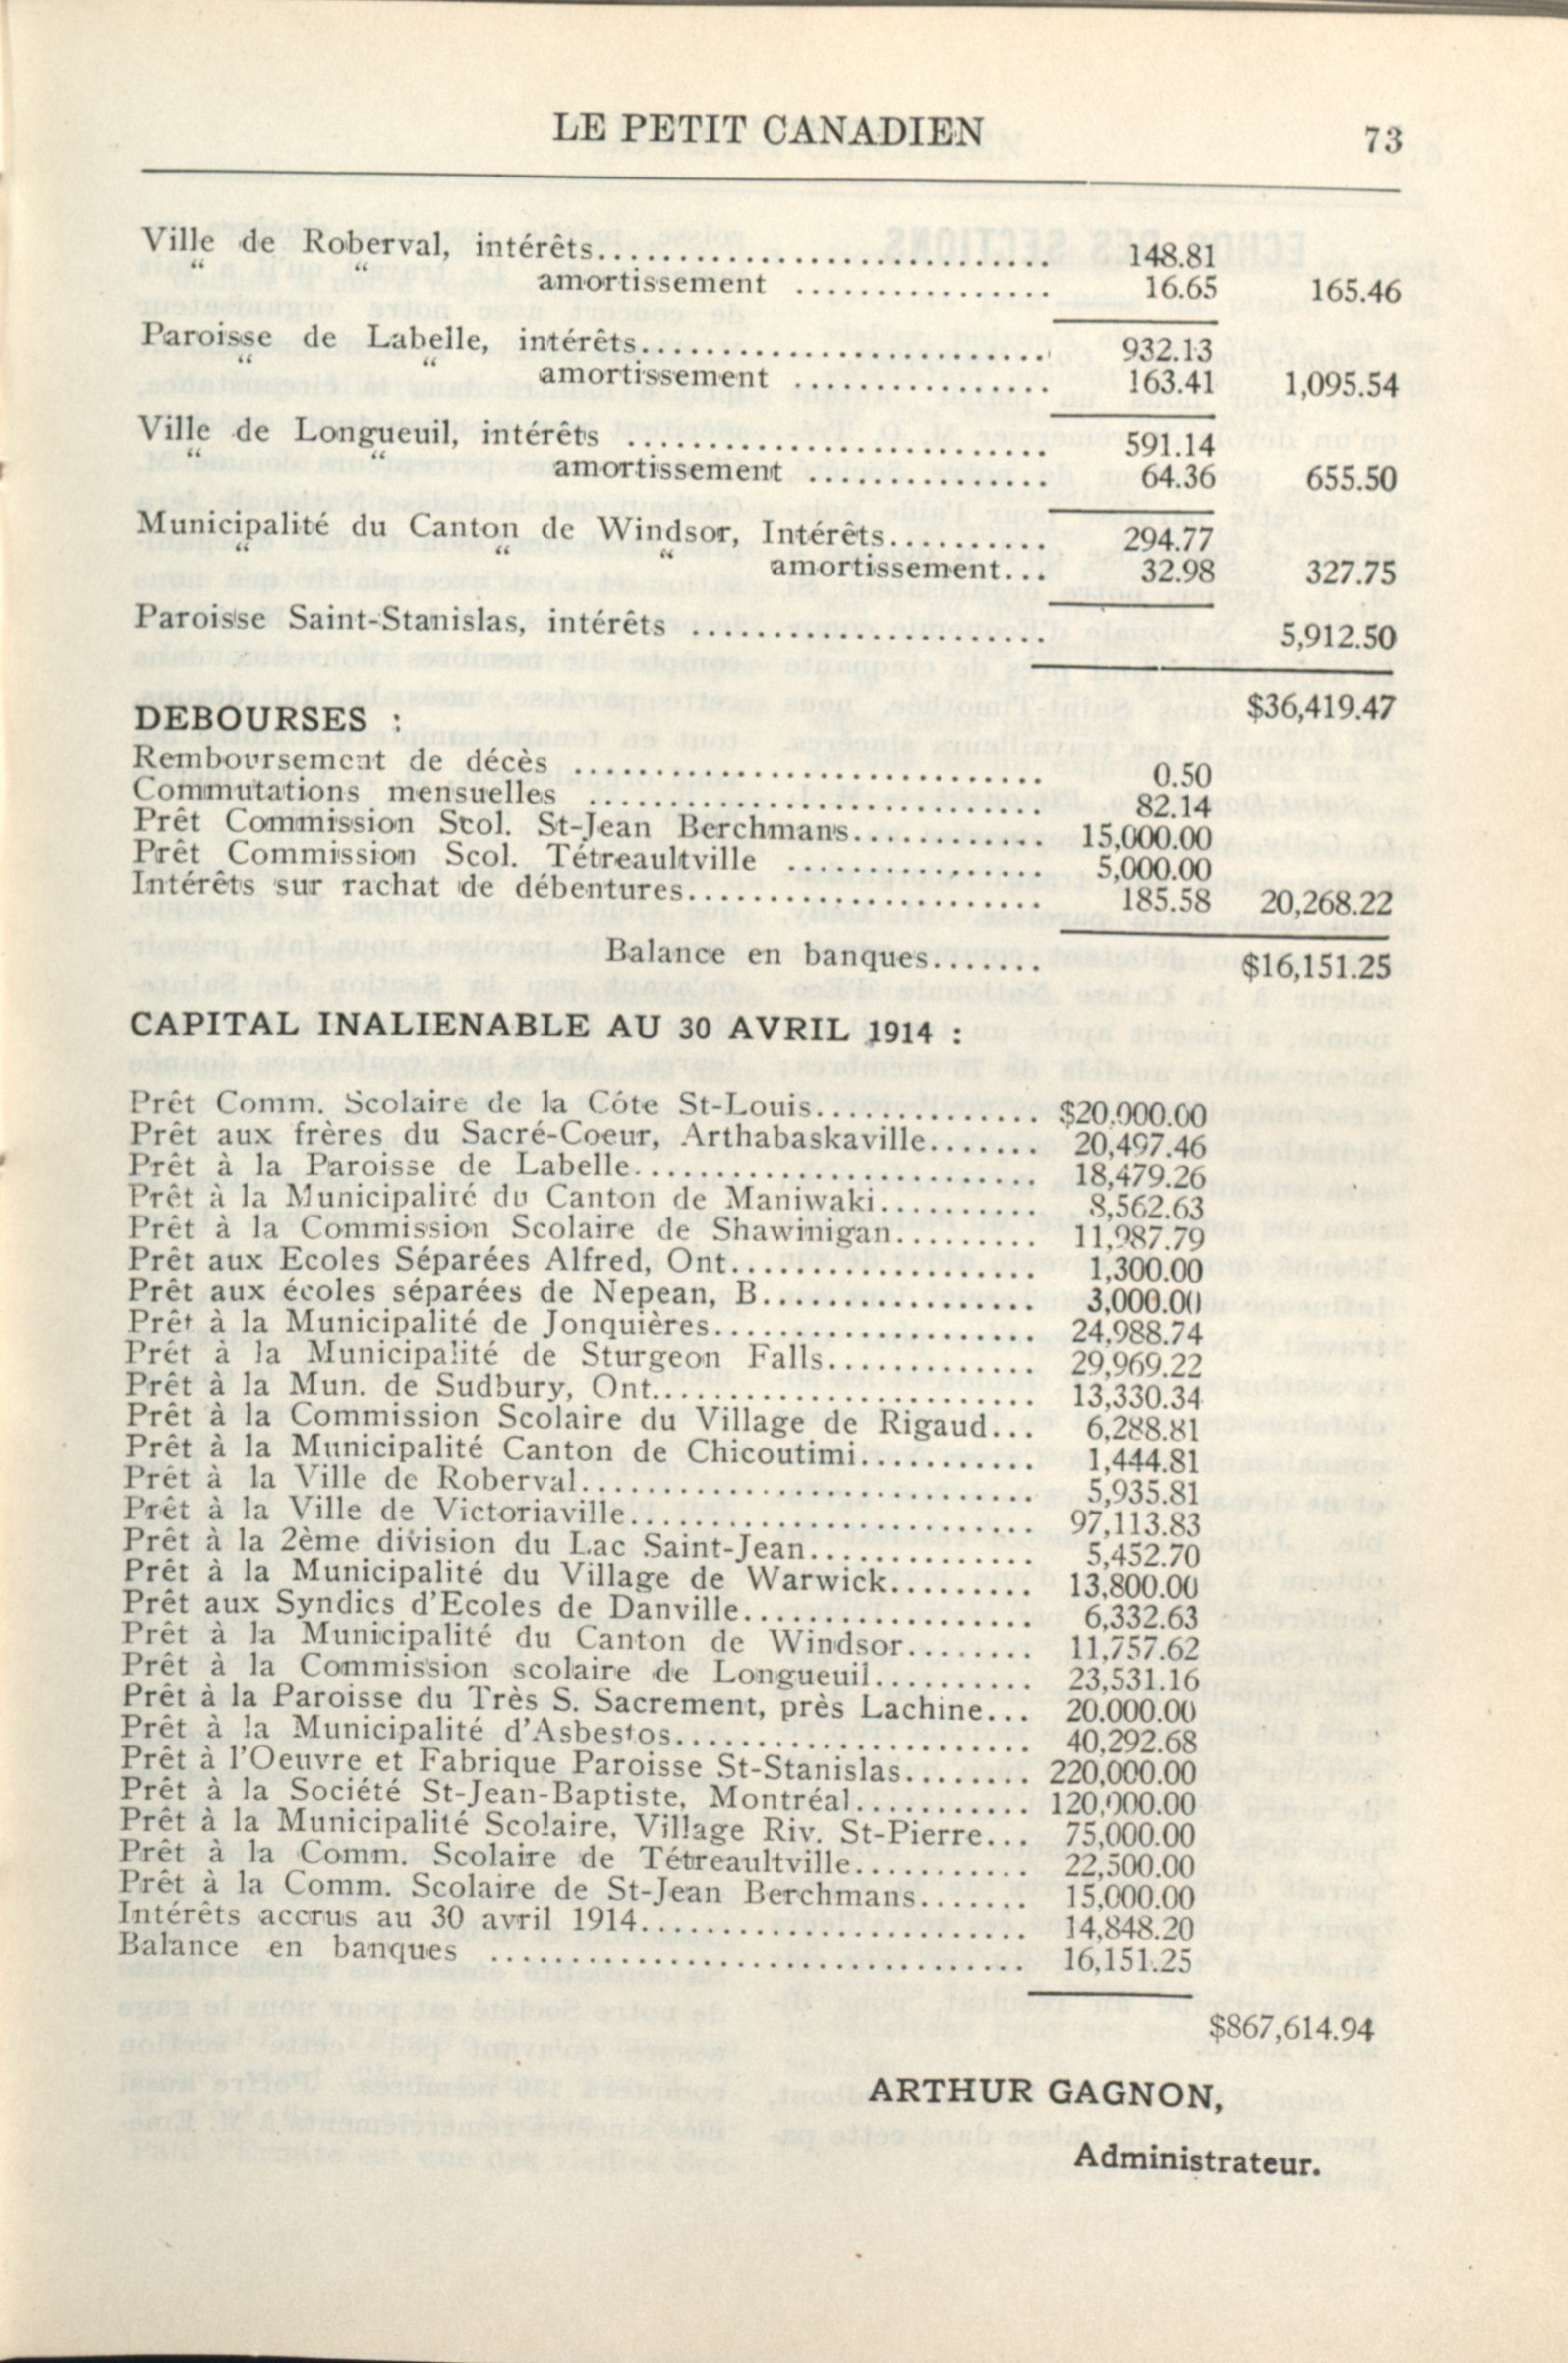 LE PETIT CANADIEN 73
Ville de Roberval, intérêts............................ 148.81
“ “ amortissement ................ 16.65 165.46
Paroisse de Labelle, intérêts......................... 932.13
“ “ amortissement ................ 163.41 1,095.54
Ville de Longueuil, intérêts .......................... 591.14
“ “ amortissement ............... 64.36 655.50
Municipalité du Canton de Windsor, Intérêts.......... 294.77
“ “ “ amortissement... 32.98 327.75
Paroisse Saint-Stanislas, intérêts ...................... 5,912.50
$36,419.47
DEBOURSES :
Remboursement de décès ............................. 0.50
Commutations mensuelles ............................ 82.14
Prêt Commission Scol. St-Jean Berchmans............ 15,000.00
Prêt Commission Scol. Tétreaultville ................ 5,000.00
Intérêts sur rachat de débentures...................... 185.58 20,268.22
Balance en banques....... $16,151.25
CAPITAL INALIENABLE AU 30 AVRIL 1914 :
Prêt Comm. Scolaire de la Côte St-Louis.............. $20,000.00
Prêt aux frères du Sacré-Coeur, Arthabaskaville....... 20,497.46
Prêt à la Paroisse de Labelle......................... 18,479.26
Prêt à la Municipaliré du Canton de Maniwaki.......... 8,562.63
Prêt à la Commission Scolaire de Shawinigan......... 11,987.79
Prêt aux Ecoles Séparées Alfred, Ont................... 1,300.00
Prêt aux écoles séparées de Nepean, B................. 3,000.00
Prêt à la Municipalité de Jonquières.................... 24,988.74
Prêt à la Municipalité de Sturgeon Falls............. 29,969.22
Prêt à la Mun. de Sudbury, Ont........................ 13,330.34
Prêt à la Commission Scolaire du Village de Rigaud... 6,288.81
Prêt à la Municipalité Canton de Chicoutimi........... 1,444.81
Prêt à la Ville de Roberval............................ 5,935.81
Prêt à la Ville de Victoriaville......................... 97,113.83
Prêt à la 2ème division du Lac Saint-Jean.............. 5,452.70
Prêt à la Municipalité du Village de Warwick......... 13,800.00
Prêt aux Syndics d'Ecoles de Danville.................. 6,332.63
Prêt à la Municipalité du Canton de Windsor........ 11,757.62
Prêt à la Commission scolaire de Longueuil.......... 23,531.16
Prêt à la Paroisse du Très S. Sacrement, près Lachine... 20.000.00
Prêt à la Municipalité d'Asbestos...................... 40,292.68
Prêt à l'Oeuvre et Fabrique Paroisse St-Stanislas........ 220,000.00
Prêt à la Société St-Jean-Baptiste, Montréal........... 120,000.00
Prêt à la Municipalité Scolaire, Village Riv. St-Pierre... 75,000.00
Prêt à la Comm. Scolaire de Tétreaultville........... 22,500.00
Prêt à la Comm. Scolaire de St-Jean Berchmans....... 15,000.00
Intérêts accrus au 30 avril 1914........................ 14,848.20
Balance en banques ................................. 16,151.25
$867,614.94
ARTHUR GAGNON,
Administrateur.